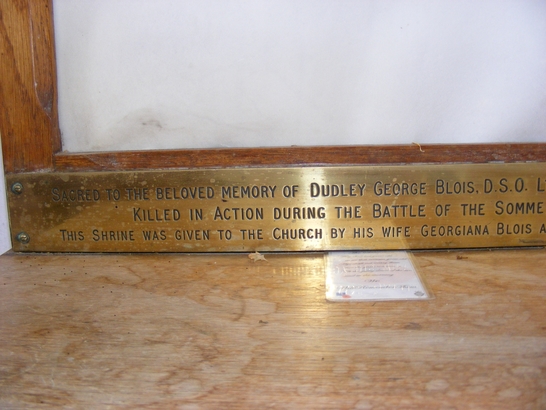 SACRED TO THE BELOVED MEMORY OF DUDLEY GEORGE BLOIS, D.S.O. L
KILLED IN ACTION DURING THE BATTLE OF THE SOMME
THIS SHRINE WAS GIVEN TO THE CHURCH BY HIS WIFE GEORGIANA BLOIS A